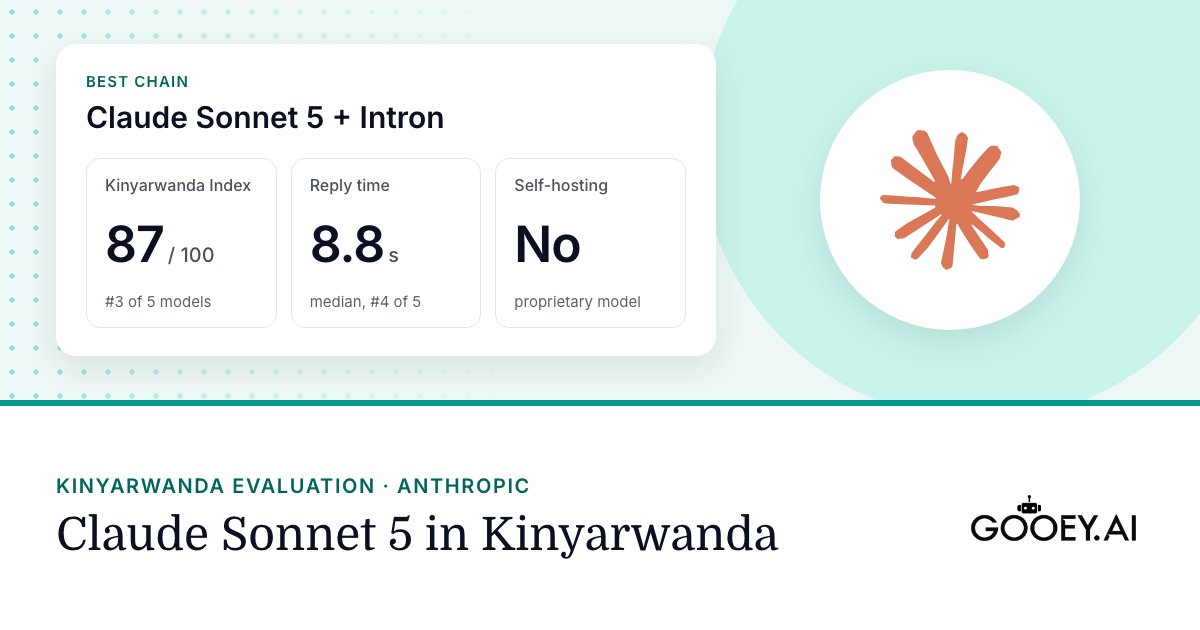 BEST CHAIN
Claude Sonnet 5 + Intron
Kinyarwanda Index
87 / 100
#3 of 5 models
Reply time
8.8 s
median, #4 of 5
Self-hosting
No
proprietary model
KINYARWANDA EVALUATION · ANTHROPIC
Claude Sonnet 5 in Kinyarwanda
GOOEY.AI